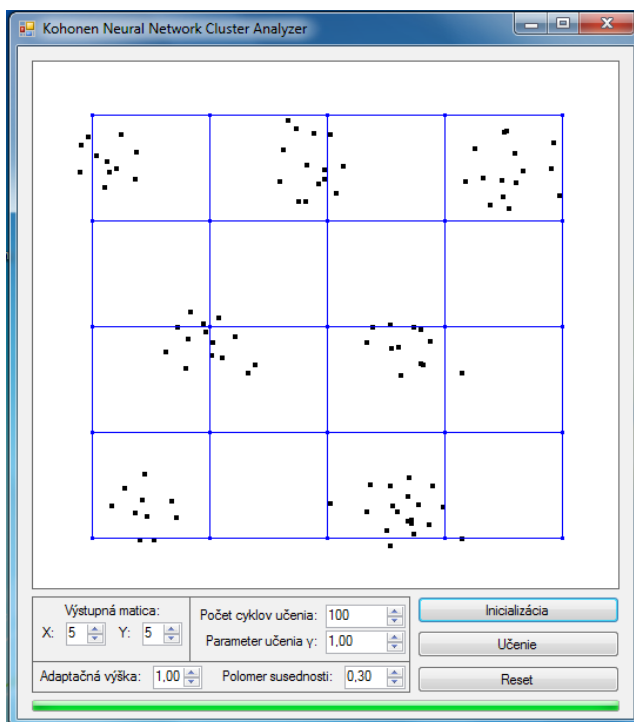 Kohonen Neural Network Cluster Analyzer
Výstupná matica:
X: 5 Y: 5
Počet cyklov učenia: 100
Parameter učenia γ: 1,00
Adaptačná výška: 1,00 Polomer susednosti: 0,30
Inicializácia
Učenie
Reset